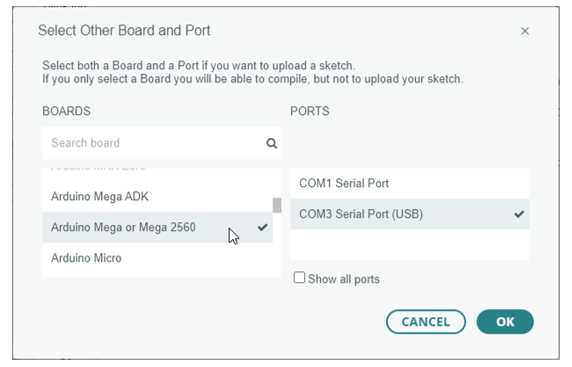 Select Other Board and Port
Select both a Board and a Port if you want to upload a sketch.
If you only select a Board you will be able to compile, but not to upload your sketch.
BOARDS
Search board
Arduino Mega ADK
Arduino Mega or Mega 2560
Arduino Micro
PORTS
COM1 Serial Port
COM3 Serial Port (USB)
Show all ports
CANCEL
OK